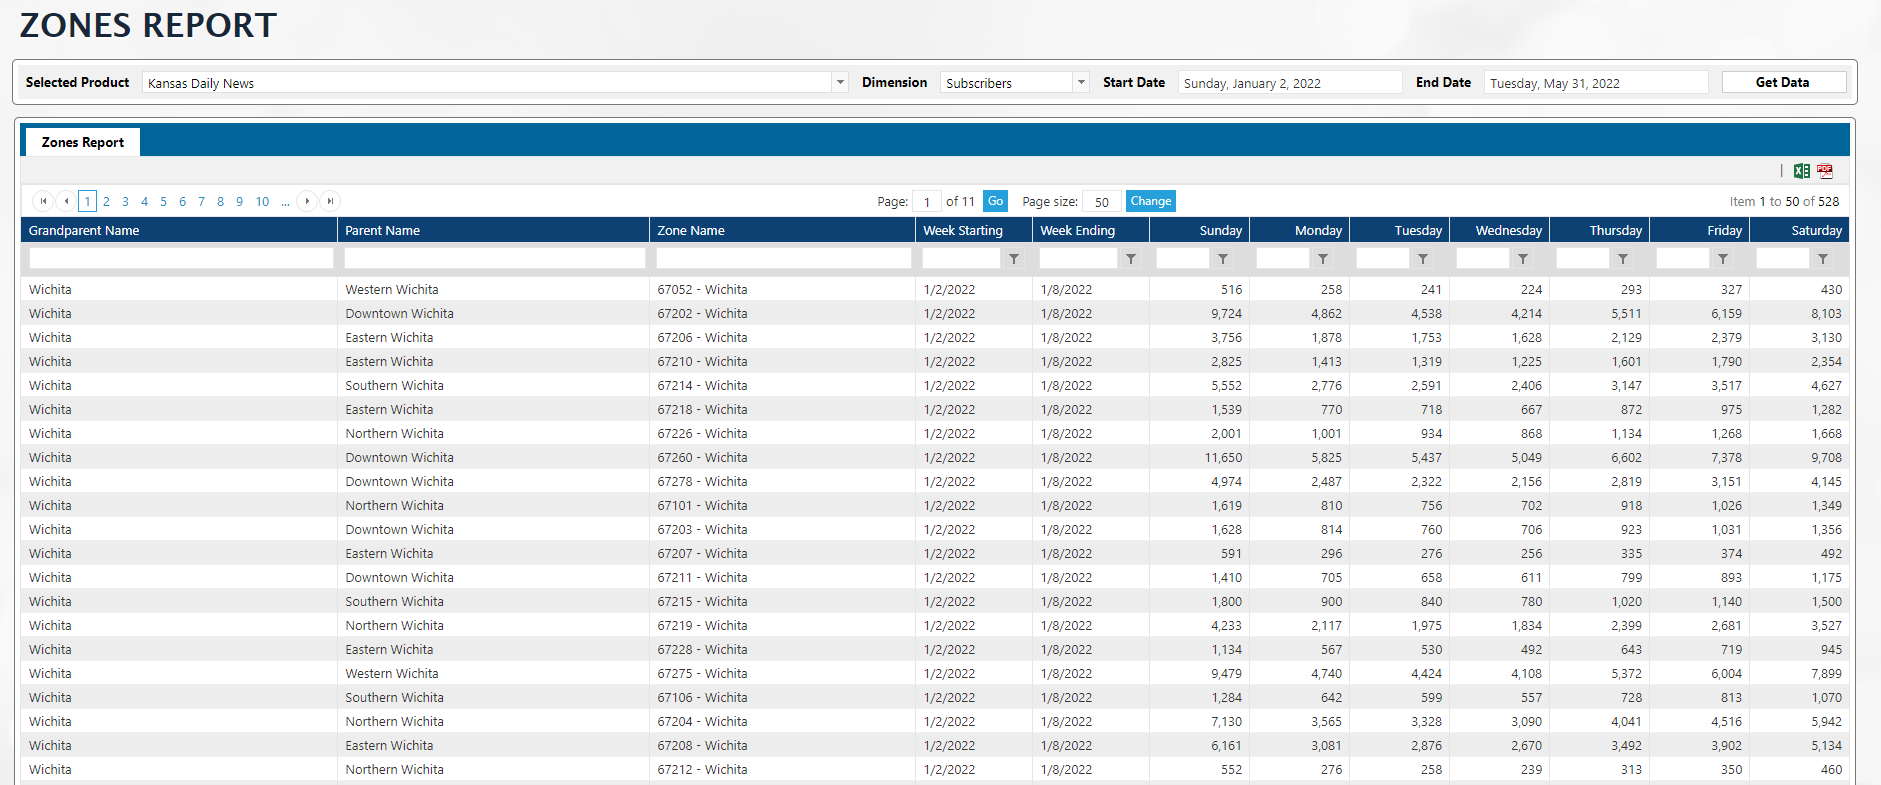 ZONES REPORT
Selected Product Kansas Daily News Dimension Subscribers Start Date Sunday, January 2, 2022 End Date Tuesday, May 31, 2022 Get Data
Zones Report
PDF
1 2 3 4 5 6 7 8 9 10 ... Page: 1 of 11 Go Page size: 50 Change Item 1 to 50 of 528
Grandparent Name Parent Name Zone Name Week Starting Week Ending Sunday Monday Tuesday Wednesday Thursday Friday Saturday
Wichita Western Wichita 67052 - Wichita 1/2/2022 1/8/2022 516 258 241 224 293 327 430
Wichita Downtown Wichita 67202 - Wichita 1/2/2022 1/8/2022 9,724 4,862 4,538 4,214 5,511 6,159 8,103
Wichita Eastern Wichita 67206 - Wichita 1/2/2022 1/8/2022 3,756 1,878 1,753 1,628 2,129 2,379 3,130
Wichita Eastern Wichita 67210 - Wichita 1/2/2022 1/8/2022 2,825 1,413 1,319 1,225 1,601 1,790 2,354
Wichita Southern Wichita 67214 - Wichita 1/2/2022 1/8/2022 5,552 2,776 2,591 2,406 3,147 3,517 4,627
Wichita Eastern Wichita 67218 - Wichita 1/2/2022 1/8/2022 1,539 770 718 667 872 975 1,282
Wichita Northern Wichita 67226 - Wichita 1/2/2022 1/8/2022 2,001 1,001 934 868 1,134 1,268 1,668
Wichita Downtown Wichita 67260 - Wichita 1/2/2022 1/8/2022 11,650 5,825 5,437 5,049 6,602 7,378 9,708
Wichita Downtown Wichita 67278 - Wichita 1/2/2022 1/8/2022 4,974 2,487 2,322 2,156 2,819 3,151 4,145
Wichita Northern Wichita 67101 - Wichita 1/2/2022 1/8/2022 1,619 810 756 702 918 1,026 1,349
Wichita Downtown Wichita 67203 - Wichita 1/2/2022 1/8/2022 1,628 814 760 706 923 1,031 1,356
Wichita Eastern Wichita 67207 - Wichita 1/2/2022 1/8/2022 591 296 276 256 335 374 492
Wichita Downtown Wichita 67211 - Wichita 1/2/2022 1/8/2022 1,410 705 658 611 799 893 1,175
Wichita Southern Wichita 67215 - Wichita 1/2/2022 1/8/2022 1,800 900 840 780 1,020 1,140 1,500
Wichita Northern Wichita 67219 - Wichita 1/2/2022 1/8/2022 4,233 2,117 1,975 1,834 2,399 2,681 3,527
Wichita Eastern Wichita 67228 - Wichita 1/2/2022 1/8/2022 1,134 567 530 492 643 719 945
Wichita Western Wichita 67275 - Wichita 1/2/2022 1/8/2022 9,479 4,740 4,424 4,108 5,372 6,004 7,899
Wichita Southern Wichita 67106 - Wichita 1/2/2022 1/8/2022 1,284 642 599 557 728 813 1,070
Wichita Northern Wichita 67204 - Wichita 1/2/2022 1/8/2022 7,130 3,565 3,328 3,090 4,041 4,516 5,942
Wichita Eastern Wichita 67208 - Wichita 1/2/2022 1/8/2022 6,161 3,081 2,876 2,670 3,492 3,902 5,134
Wichita Northern Wichita 67212 - Wichita 1/2/2022 1/8/2022 552 276 258 239 313 350 460